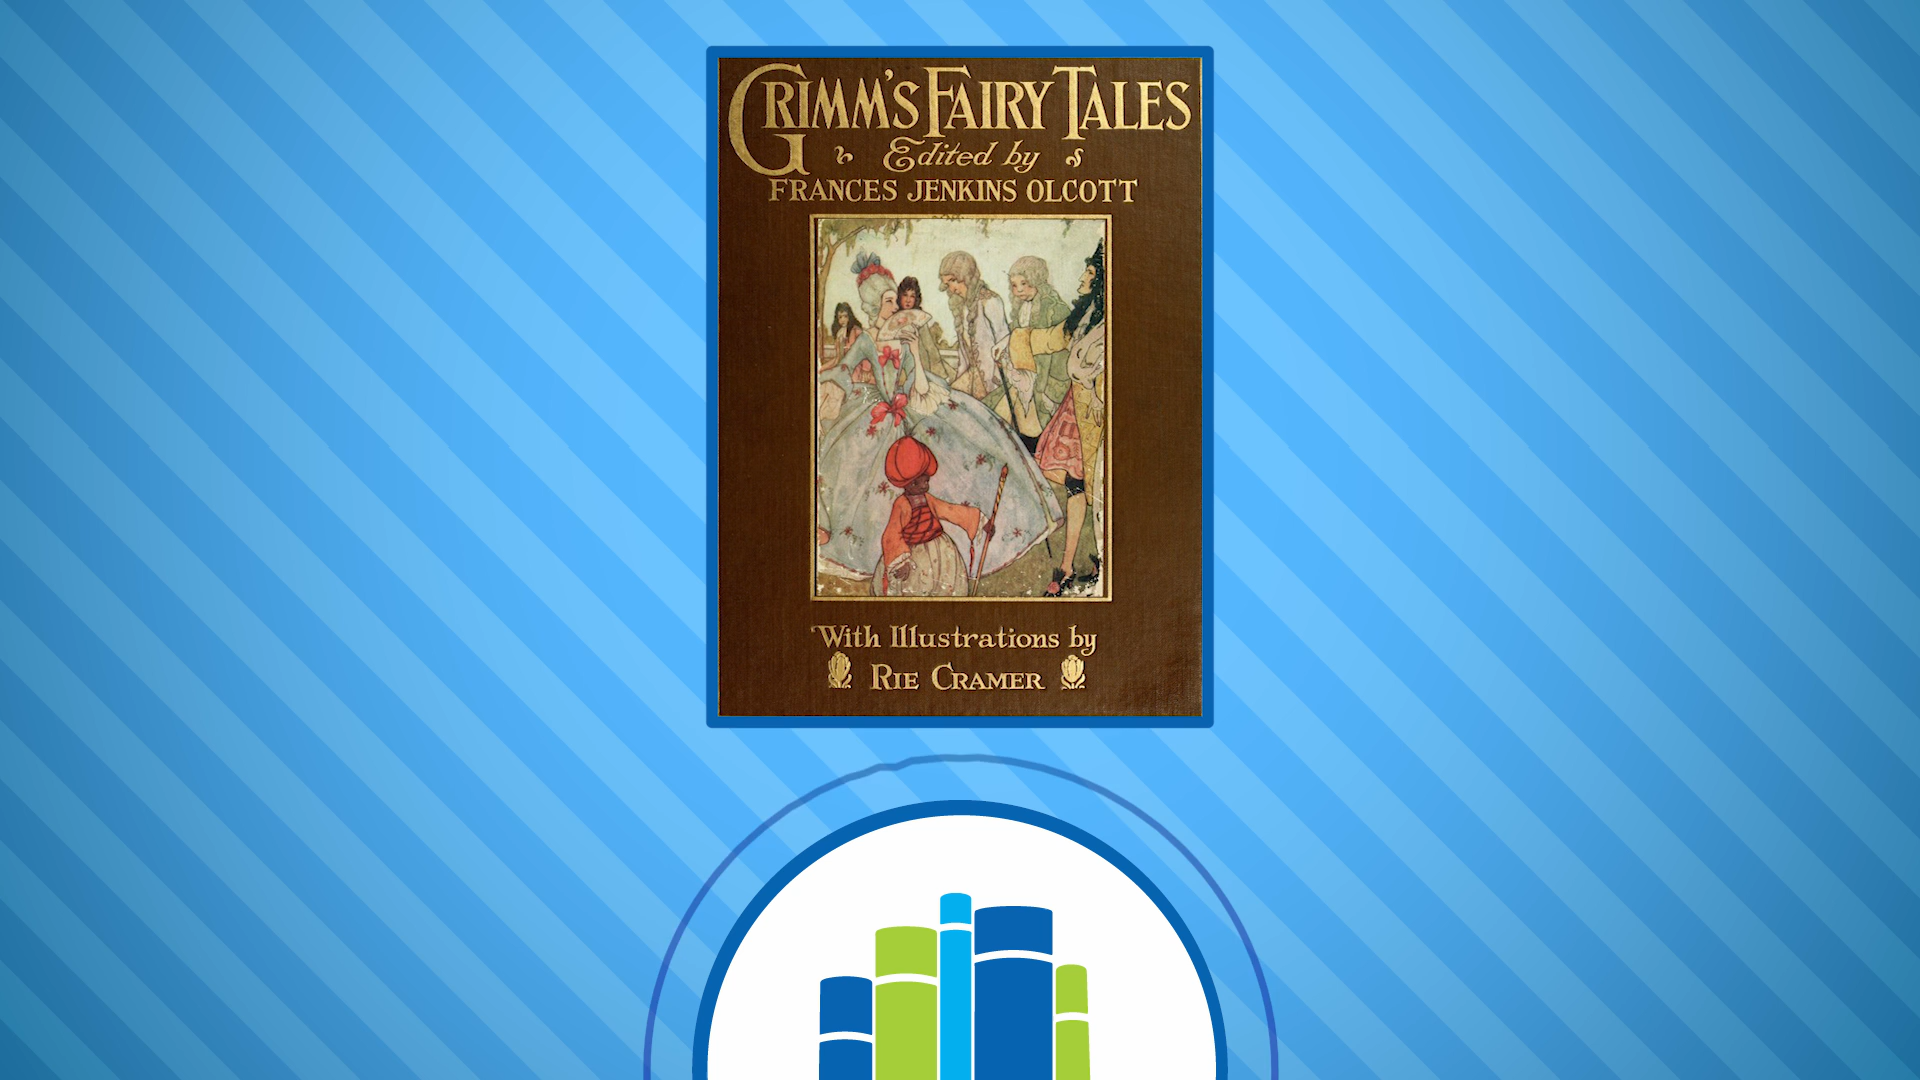 GRIMM'S FAIRY TALES
Edited by
FRANCES JENKINS OLCOTT
With Illustrations by
RIE CRAMER